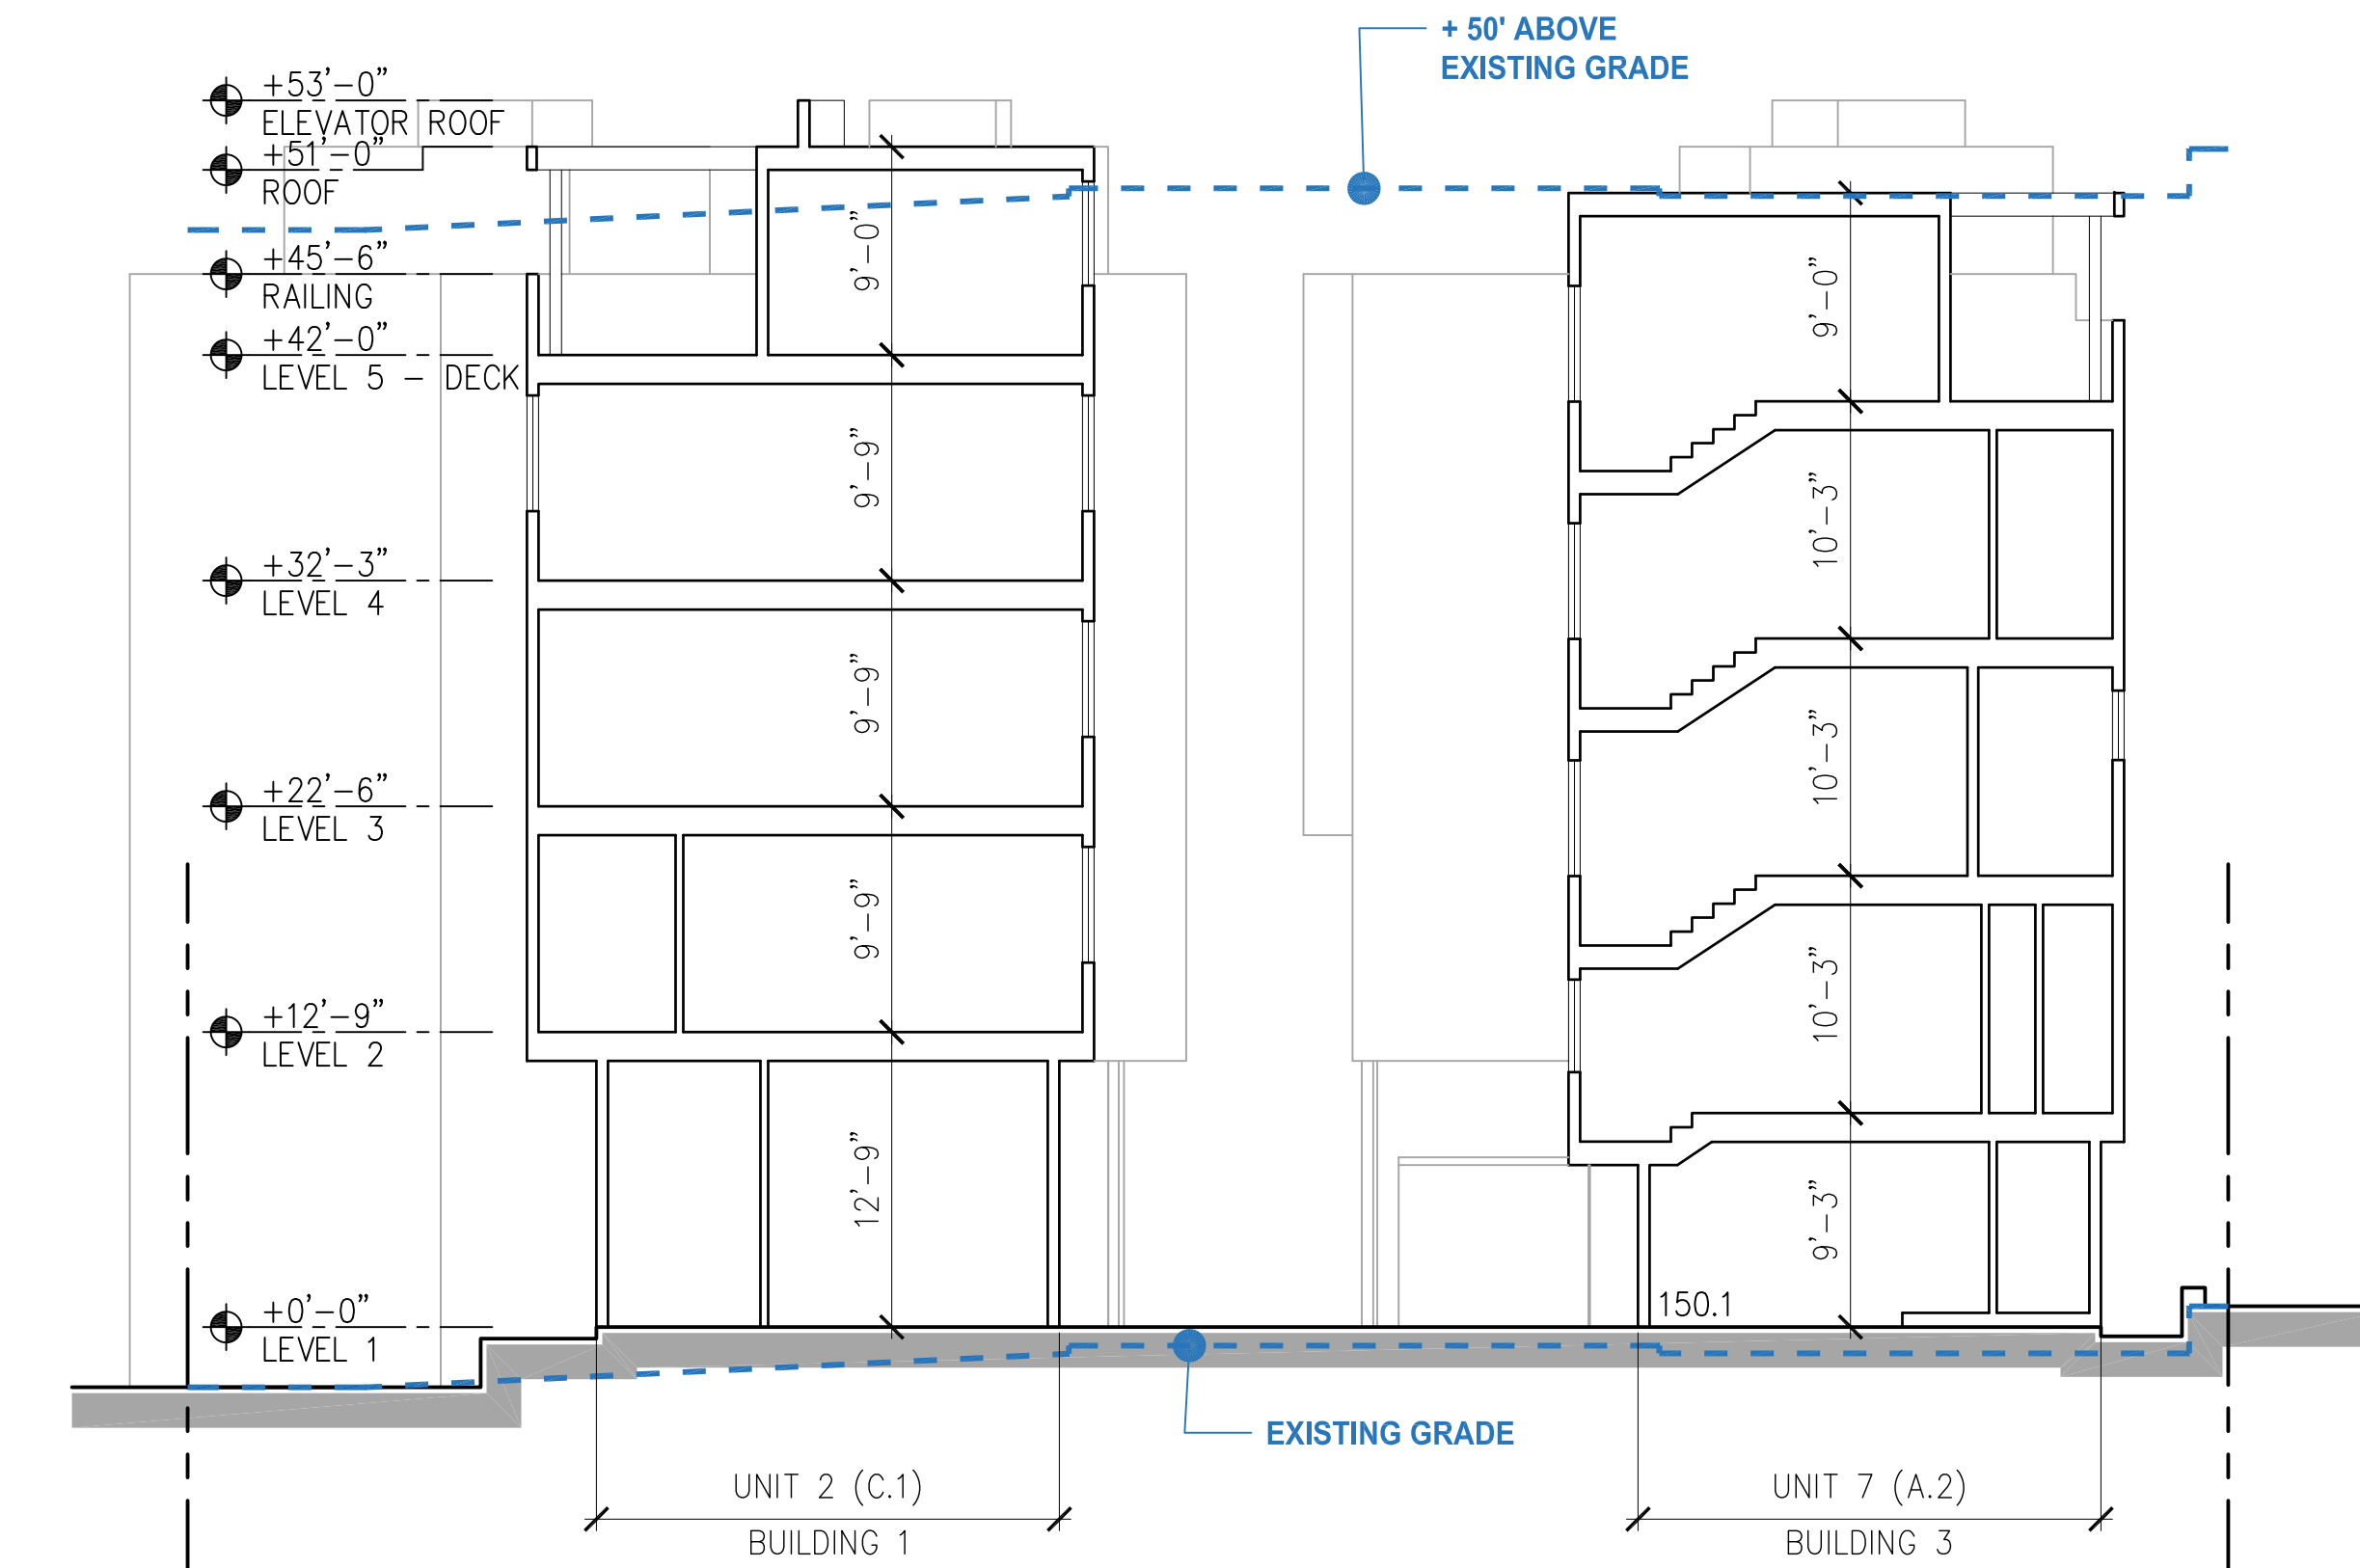 + 50' ABOVE
EXISTING GRADE
+53'-0"
ELEVATOR ROOF
+51'-0"
ROOF
+45'-6"
RAILING
+42'-0"
LEVEL 5 - DECK
+32'-3"
LEVEL 4
+22'-6"
LEVEL 3
+12'-9"
LEVEL 2
+0'-0"
LEVEL 1
9'-0"
9'-9"
9'-9"
9'-9"
12'-9"
9'-0"
10'-3"
10'-3"
10'-3"
9'-3"
150.1
EXISTING GRADE
UNIT 2 (C.1)
BUILDING 1
UNIT 7 (A.2)
BUILDING 3